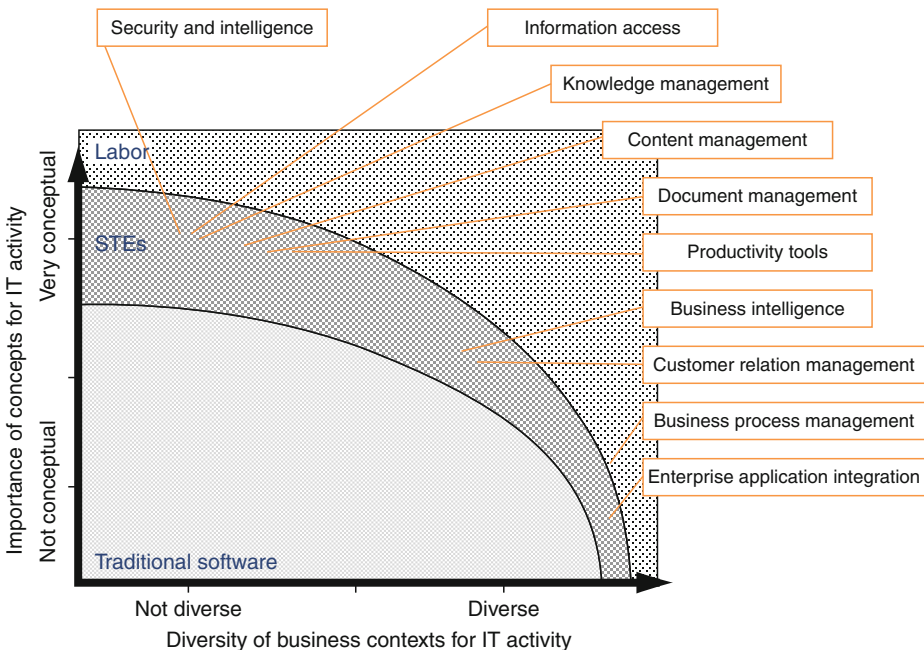 Security and intelligence
Information access
Knowledge management
Content management
Document management
Productivity tools
Business intelligence
Customer relation management
Business process management
Enterprise application integration
Labor
STEs
Traditional software
Importance of concepts for IT activity
Very conceptual
Not conceptual
Not diverse
Diverse
Diversity of business contexts for IT activity